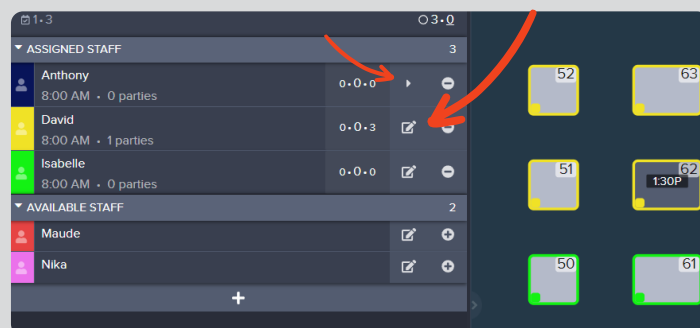 1·3
3·0
ASSIGNED STAFF 3
Anthony
8:00 AM · 0 parties
0·0·0
David
8:00 AM · 1 parties
0·0·3
Isabelle
8:00 AM · 0 parties
0·0·0
AVAILABLE STAFF 2
Maude
Nika
+
52
63
51
62
1:30P
50
61